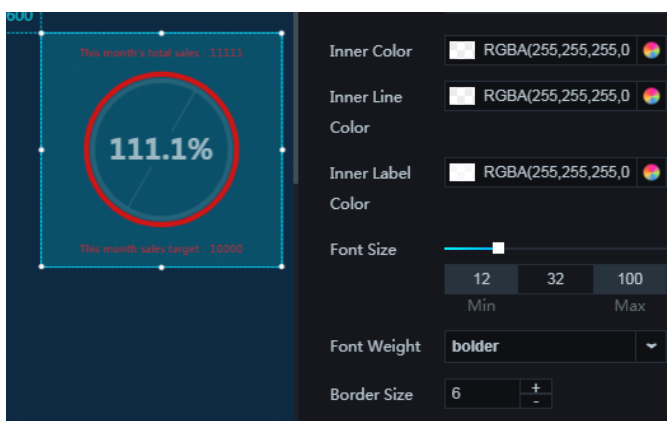 600
This month's total sales : 11111
111.1%
This month sales target : 10000
Inner Color
RGBA(255,255,255,0
Inner Line
Color
RGBA(255,255,255,0
Inner Label
Color
RGBA(255,255,255,0
Font Size
12 32 100
Min Max
Font Weight
bolder
Border Size
6
+
-